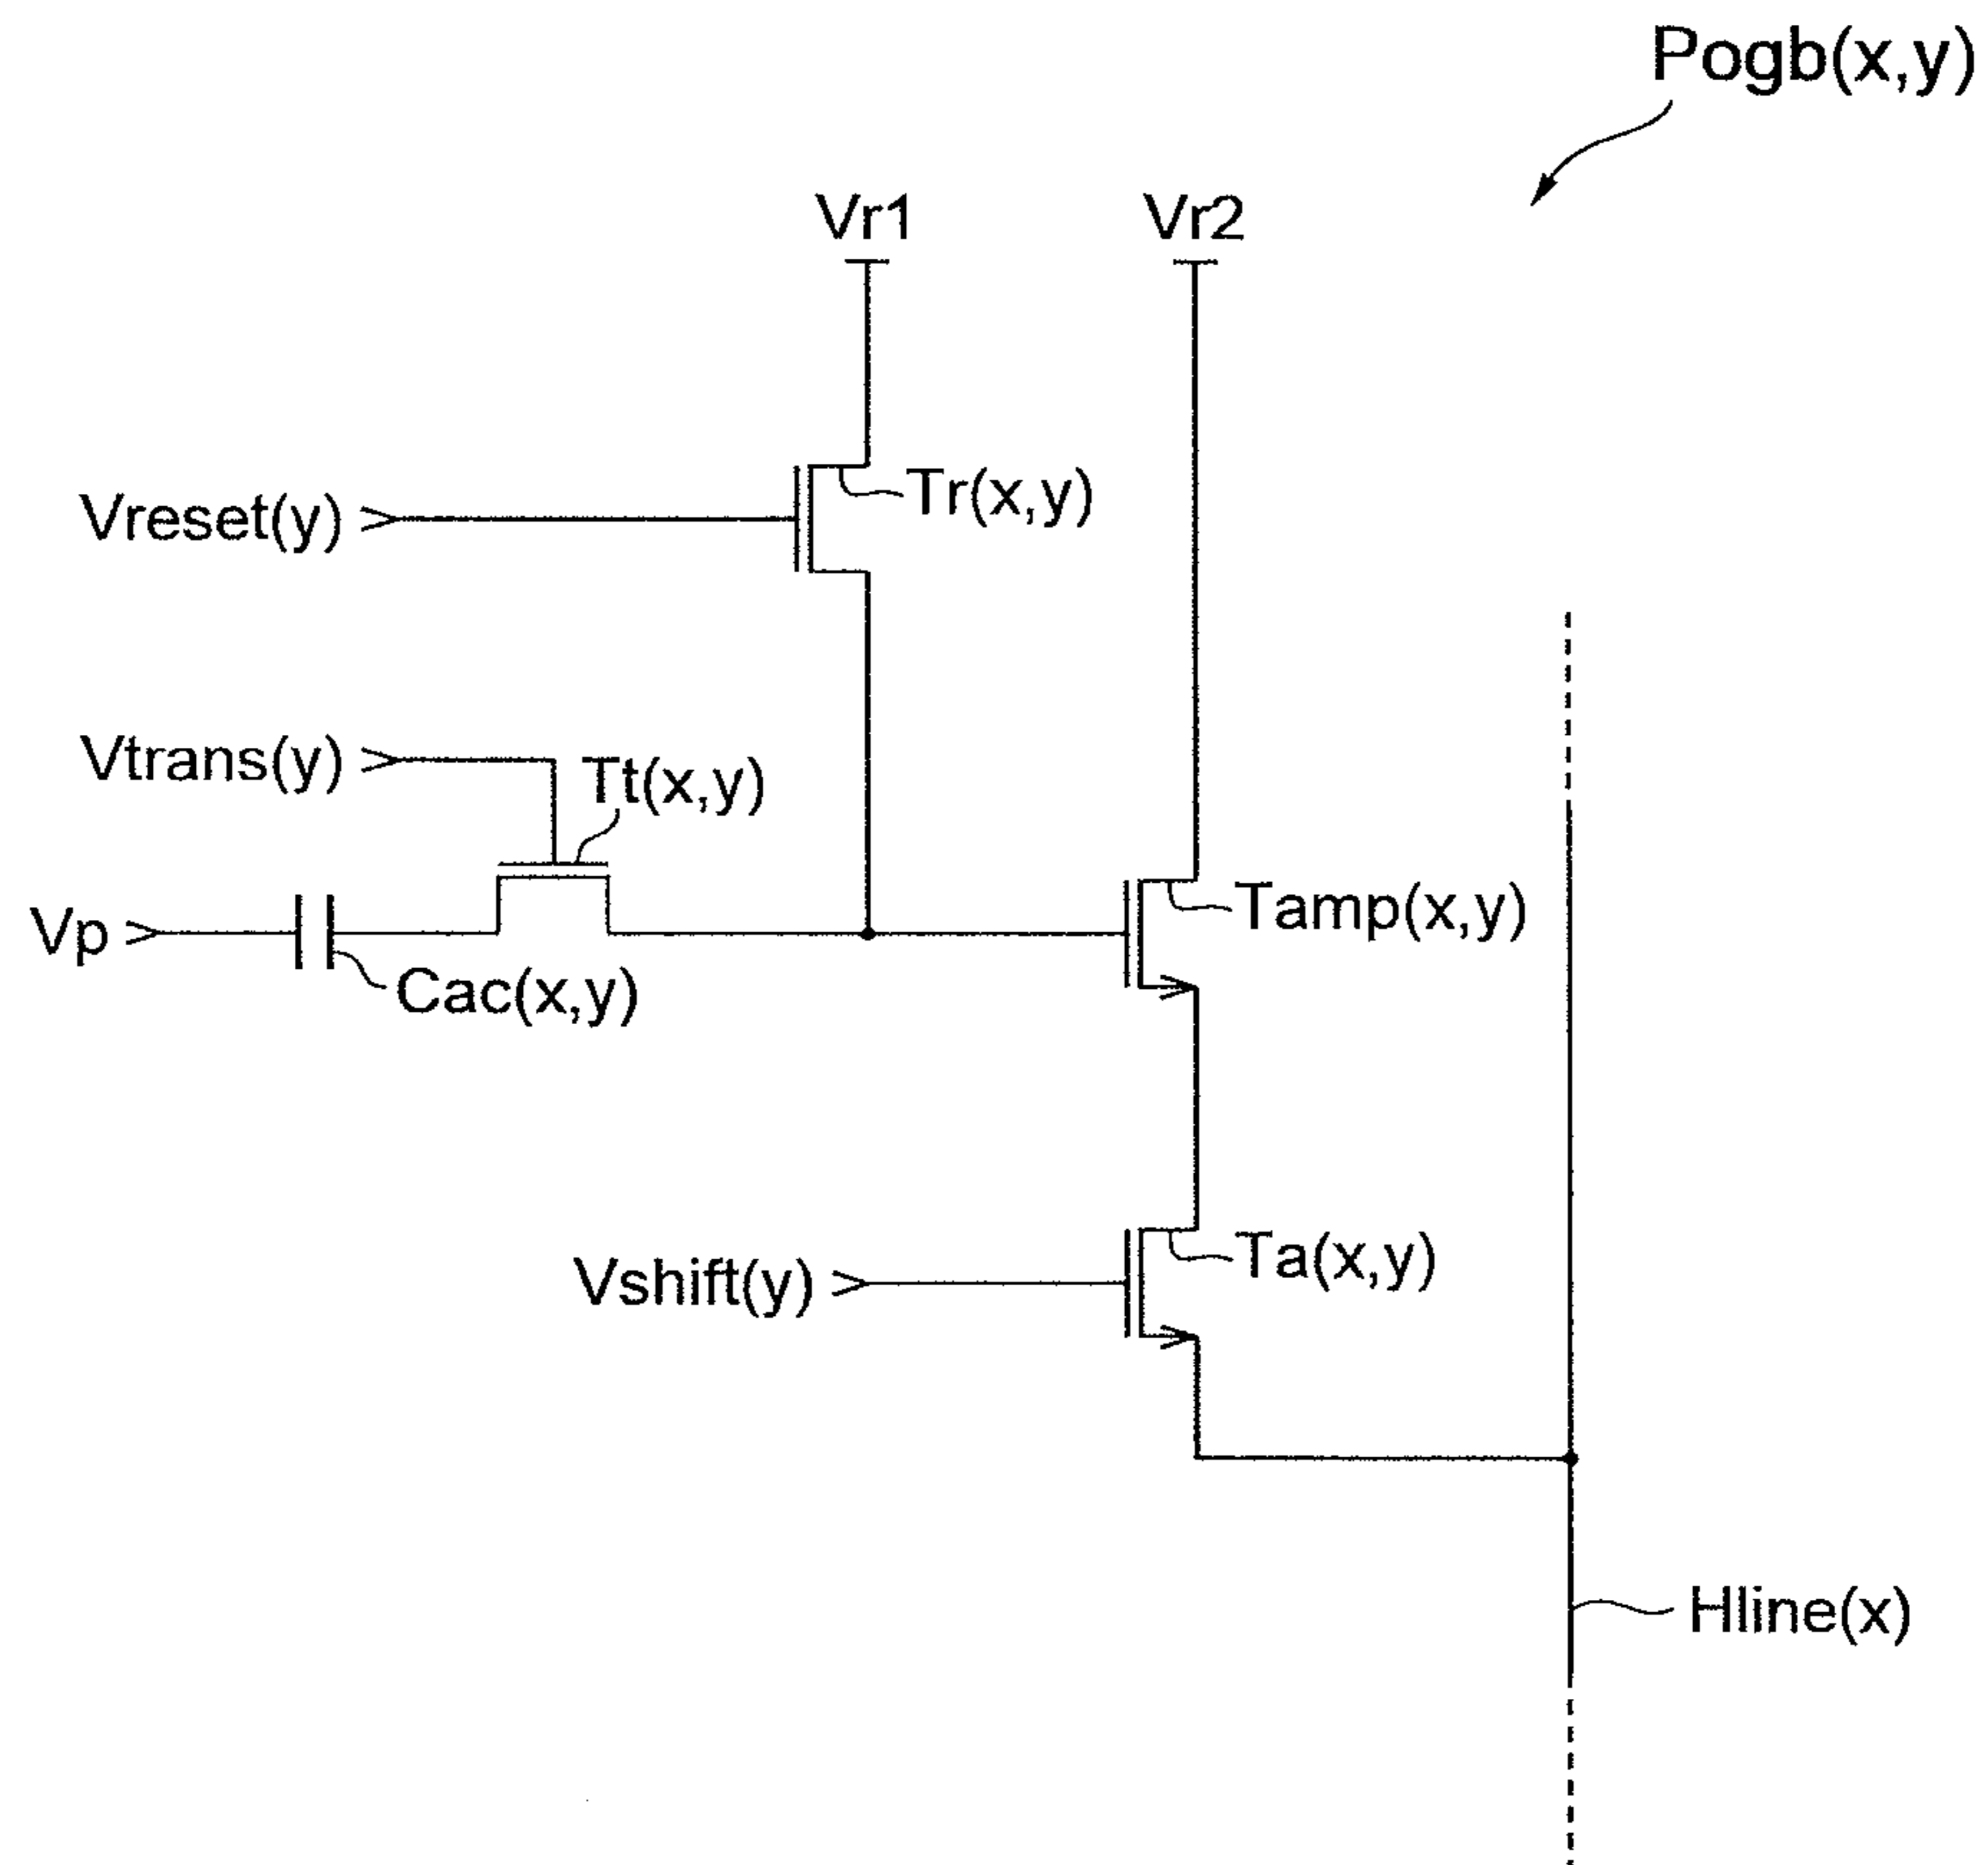 Pogb(x,y)
Vr1
Vr2
Vreset(y)
Tr(x,y)
Vtrans(y)
Tt(x,y)
Vp
Cac(x,y)
Tamp(x,y)
Vshift(y)
Ta(x,y)
Hline(x)